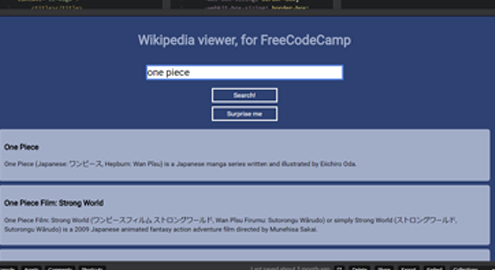 Wikipedia viewer, for FreeCodeCamp
one piece
Search!
Surprise me
One Piece
One Piece (Japanese: ワンピース, Hepburn: Wan Pīsu) is a Japanese manga series written and illustrated by Eiichiro Oda.
One Piece Film: Strong World
One Piece Film: Strong World (ワンピースフィルム ストロングワールド, Wan Pīsu Firumu: Sutorongu Wārudo) or simply Strong World (ストロングワールド,
Sutorongu Wārudo) is a 2009 Japanese animated fantasy action adventure film directed by Munehisa Sakai.